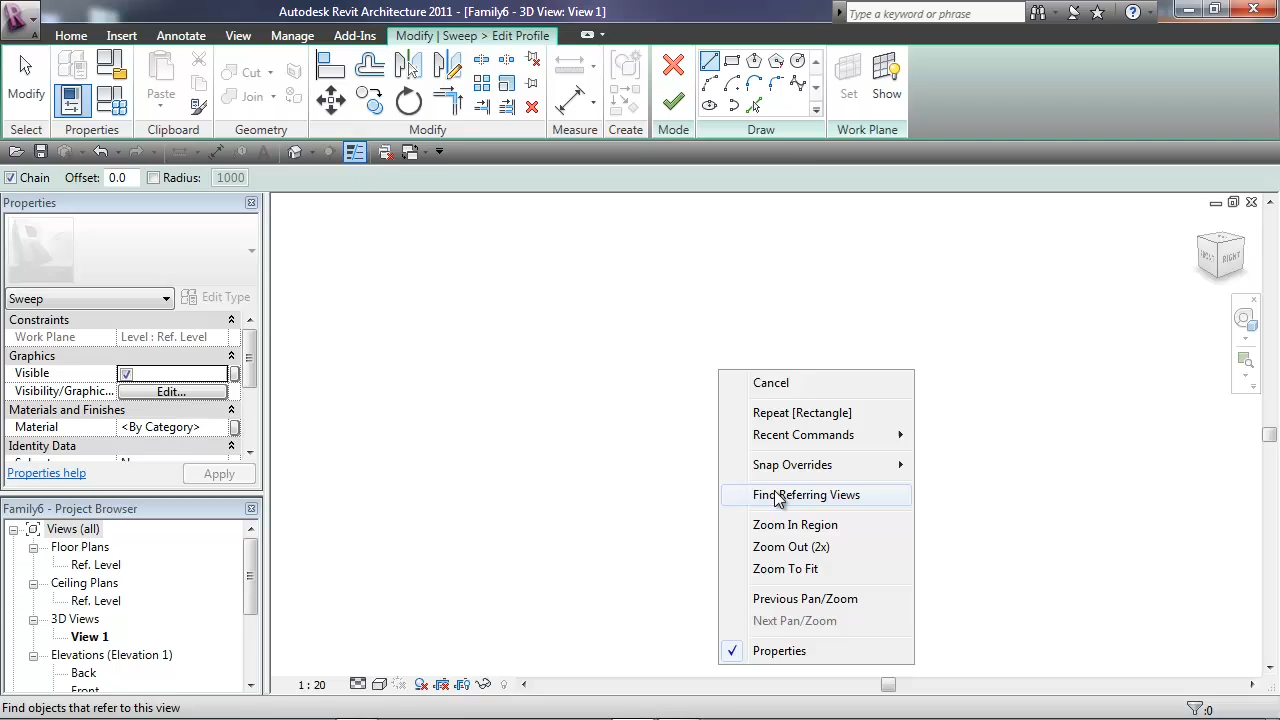 Autodesk Revit Architecture 2011 - [Family6 - 3D View: View 1]
Type a keyword or phrase
Home
Insert
Annotate
View
Manage
Add-Ins
Modify | Sweep > Edit Profile
Modify
Paste
Cut
Join
Set
Show
Select
Properties
Clipboard
Geometry
Modify
Measure
Create
Mode
Draw
Work Plane
Chain
Offset:
0.0
Radius:
1000
Properties
Sweep
Edit Type
Constraints
Work Plane
Level : Ref. Level
Graphics
Visible
Visibility/Graphic...
Edit...
Materials and Finishes
Material
<By Category>
Identity Data
Properties help
Apply
Family6 - Project Browser
Views (all)
Floor Plans
Ref. Level
Ceiling Plans
Ref. Level
3D Views
View 1
Elevations (Elevation 1)
Back
Front
RIGHT
Cancel
Repeat [Rectangle]
Recent Commands
Snap Overrides
Find Referring Views
Zoom In Region
Zoom Out (2x)
Zoom To Fit
Previous Pan/Zoom
Next Pan/Zoom
Properties
1 : 20
Find objects that refer to this view
:0